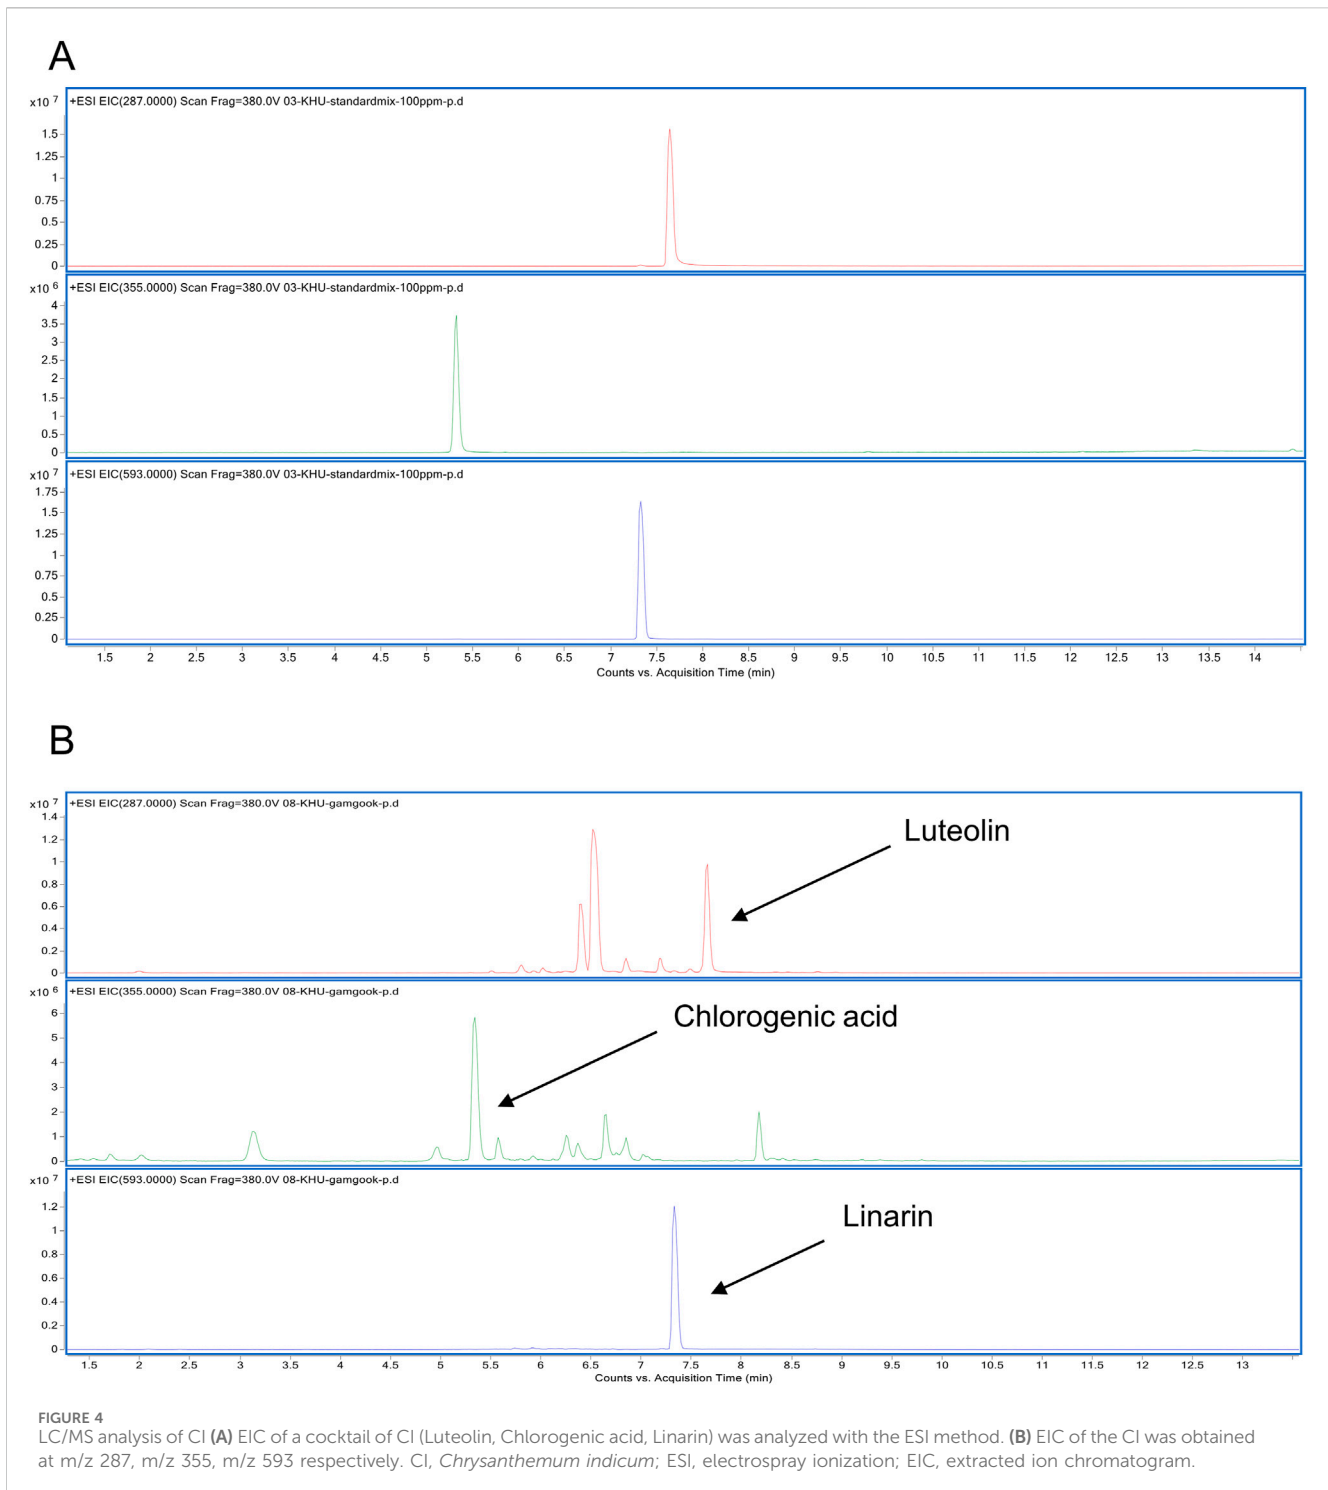 A
x10 7
+ESI EIC(287.0000) Scan Frag=380.0V 03-KHU-standardmix-100ppm-p.d
1.5
1.25
1
0.75
0.5
0.25
0
x10 6
+ESI EIC(355.0000) Scan Frag=380.0V 03-KHU-standardmix-100ppm-p.d
4
3.5
3
2.5
2
1.5
1
0.5
0
x10 7
+ESI EIC(593.0000) Scan Frag=380.0V 03-KHU-standardmix-100ppm-p.d
1.75
1.5
1.25
1
0.75
0.5
0.25
0
1.5 2 2.5 3 3.5 4 4.5 5 5.5 6 6.5 7 7.5 8 8.5 9 9.5 10 10.5 11 11.5 12 12.5 13 13.5 14
Counts vs. Acquisition Time (min)
B
x10 7
+ESI EIC(287.0000) Scan Frag=380.0V 08-KHU-gamgook-p.d
1.4
1.2
1
0.8
0.6
0.4
0.2
0
Luteolin
x10 6
+ESI EIC(355.0000) Scan Frag=380.0V 08-KHU-gamgook-p.d
6
5
4
3
2
1
0
Chlorogenic acid
x10 7
+ESI EIC(593.0000) Scan Frag=380.0V 08-KHU-gamgook-p.d
1.2
1
0.8
0.6
0.4
0.2
0
Linarin
1.5 2 2.5 3 3.5 4 4.5 5 5.5 6 6.5 7 7.5 8 8.5 9 9.5 10 10.5 11 11.5 12 12.5 13
Counts vs. Acquisition Time (min)
FIGURE 4
LC/MS analysis of CI (A) EIC of a cocktail of CI (Luteolin, Chlorogenic acid, Linarin) was analyzed with the ESI method. (B) EIC of the CI was obtained
at m/z 287, m/z 355, m/z 593 respectively. CI, Chrysanthemum indicum; ESI, electrospray ionization; EIC, extracted ion chromatogram.